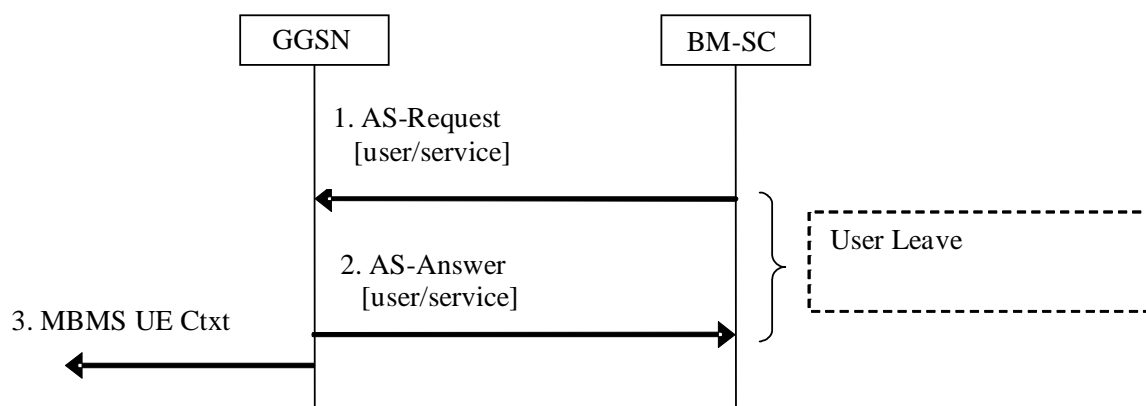 GGSN
BM-SC
1. AS-Request
[user/service]
User Leave
2. AS-Answer
[user/service]
3. MBMS UE Ctxt